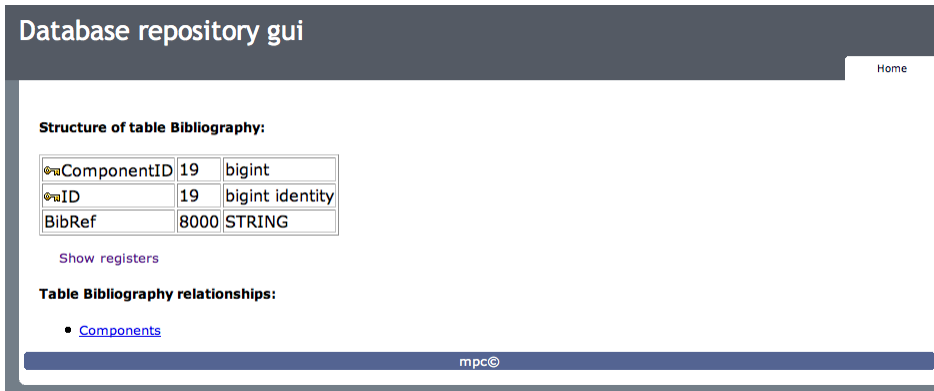 Database repository gui
Home
Structure of table Bibliography:
ComponentID 19 bigint
ID 19 bigint identity
BibRef 8000 STRING
Show registers
Table Bibliography relationships:
Components
mpc©